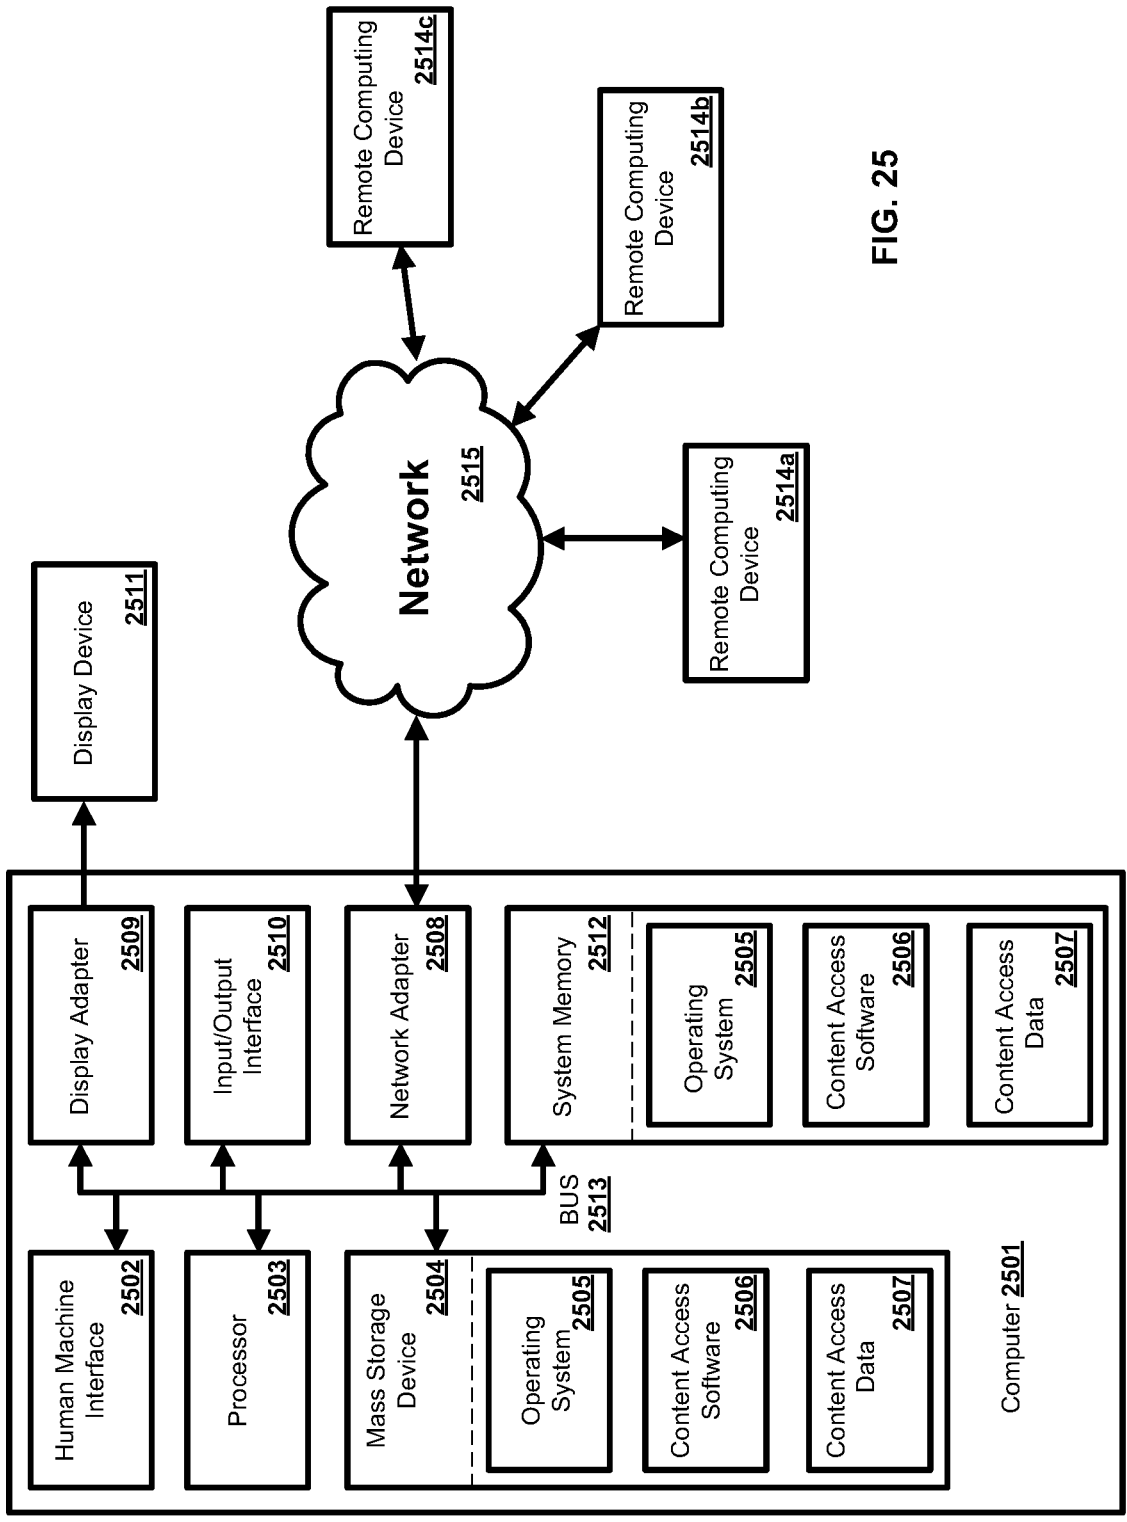 Human Machine
Interface
2502
Processor
2503
Mass Storage
Device
2504
Operating
System
2505
Content Access
Software
2506
Content Access
Data
2507
Computer 2501
BUS
2513
Display Adapter
2509
Input/Output
Interface
2510
Network Adapter
2508
System Memory
2512
Operating
System
2505
Content Access
Software
2506
Content Access
Data
2507
Display Device
2511
Network
2515
Remote Computing
Device
2514a
Remote Computing
Device
2514b
Remote Computing
Device
2514c
FIG. 25